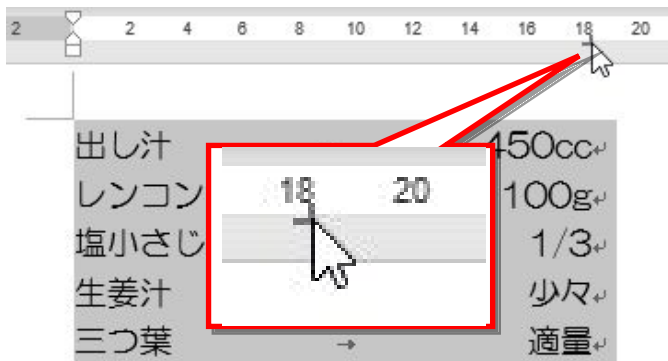 2 2 4 6 8 10 12 14 16 18 20
出し汁 450cc
レンコン 18 20 100g
塩小さじ 1/3
生姜汁 少々
三つ葉 → 適量